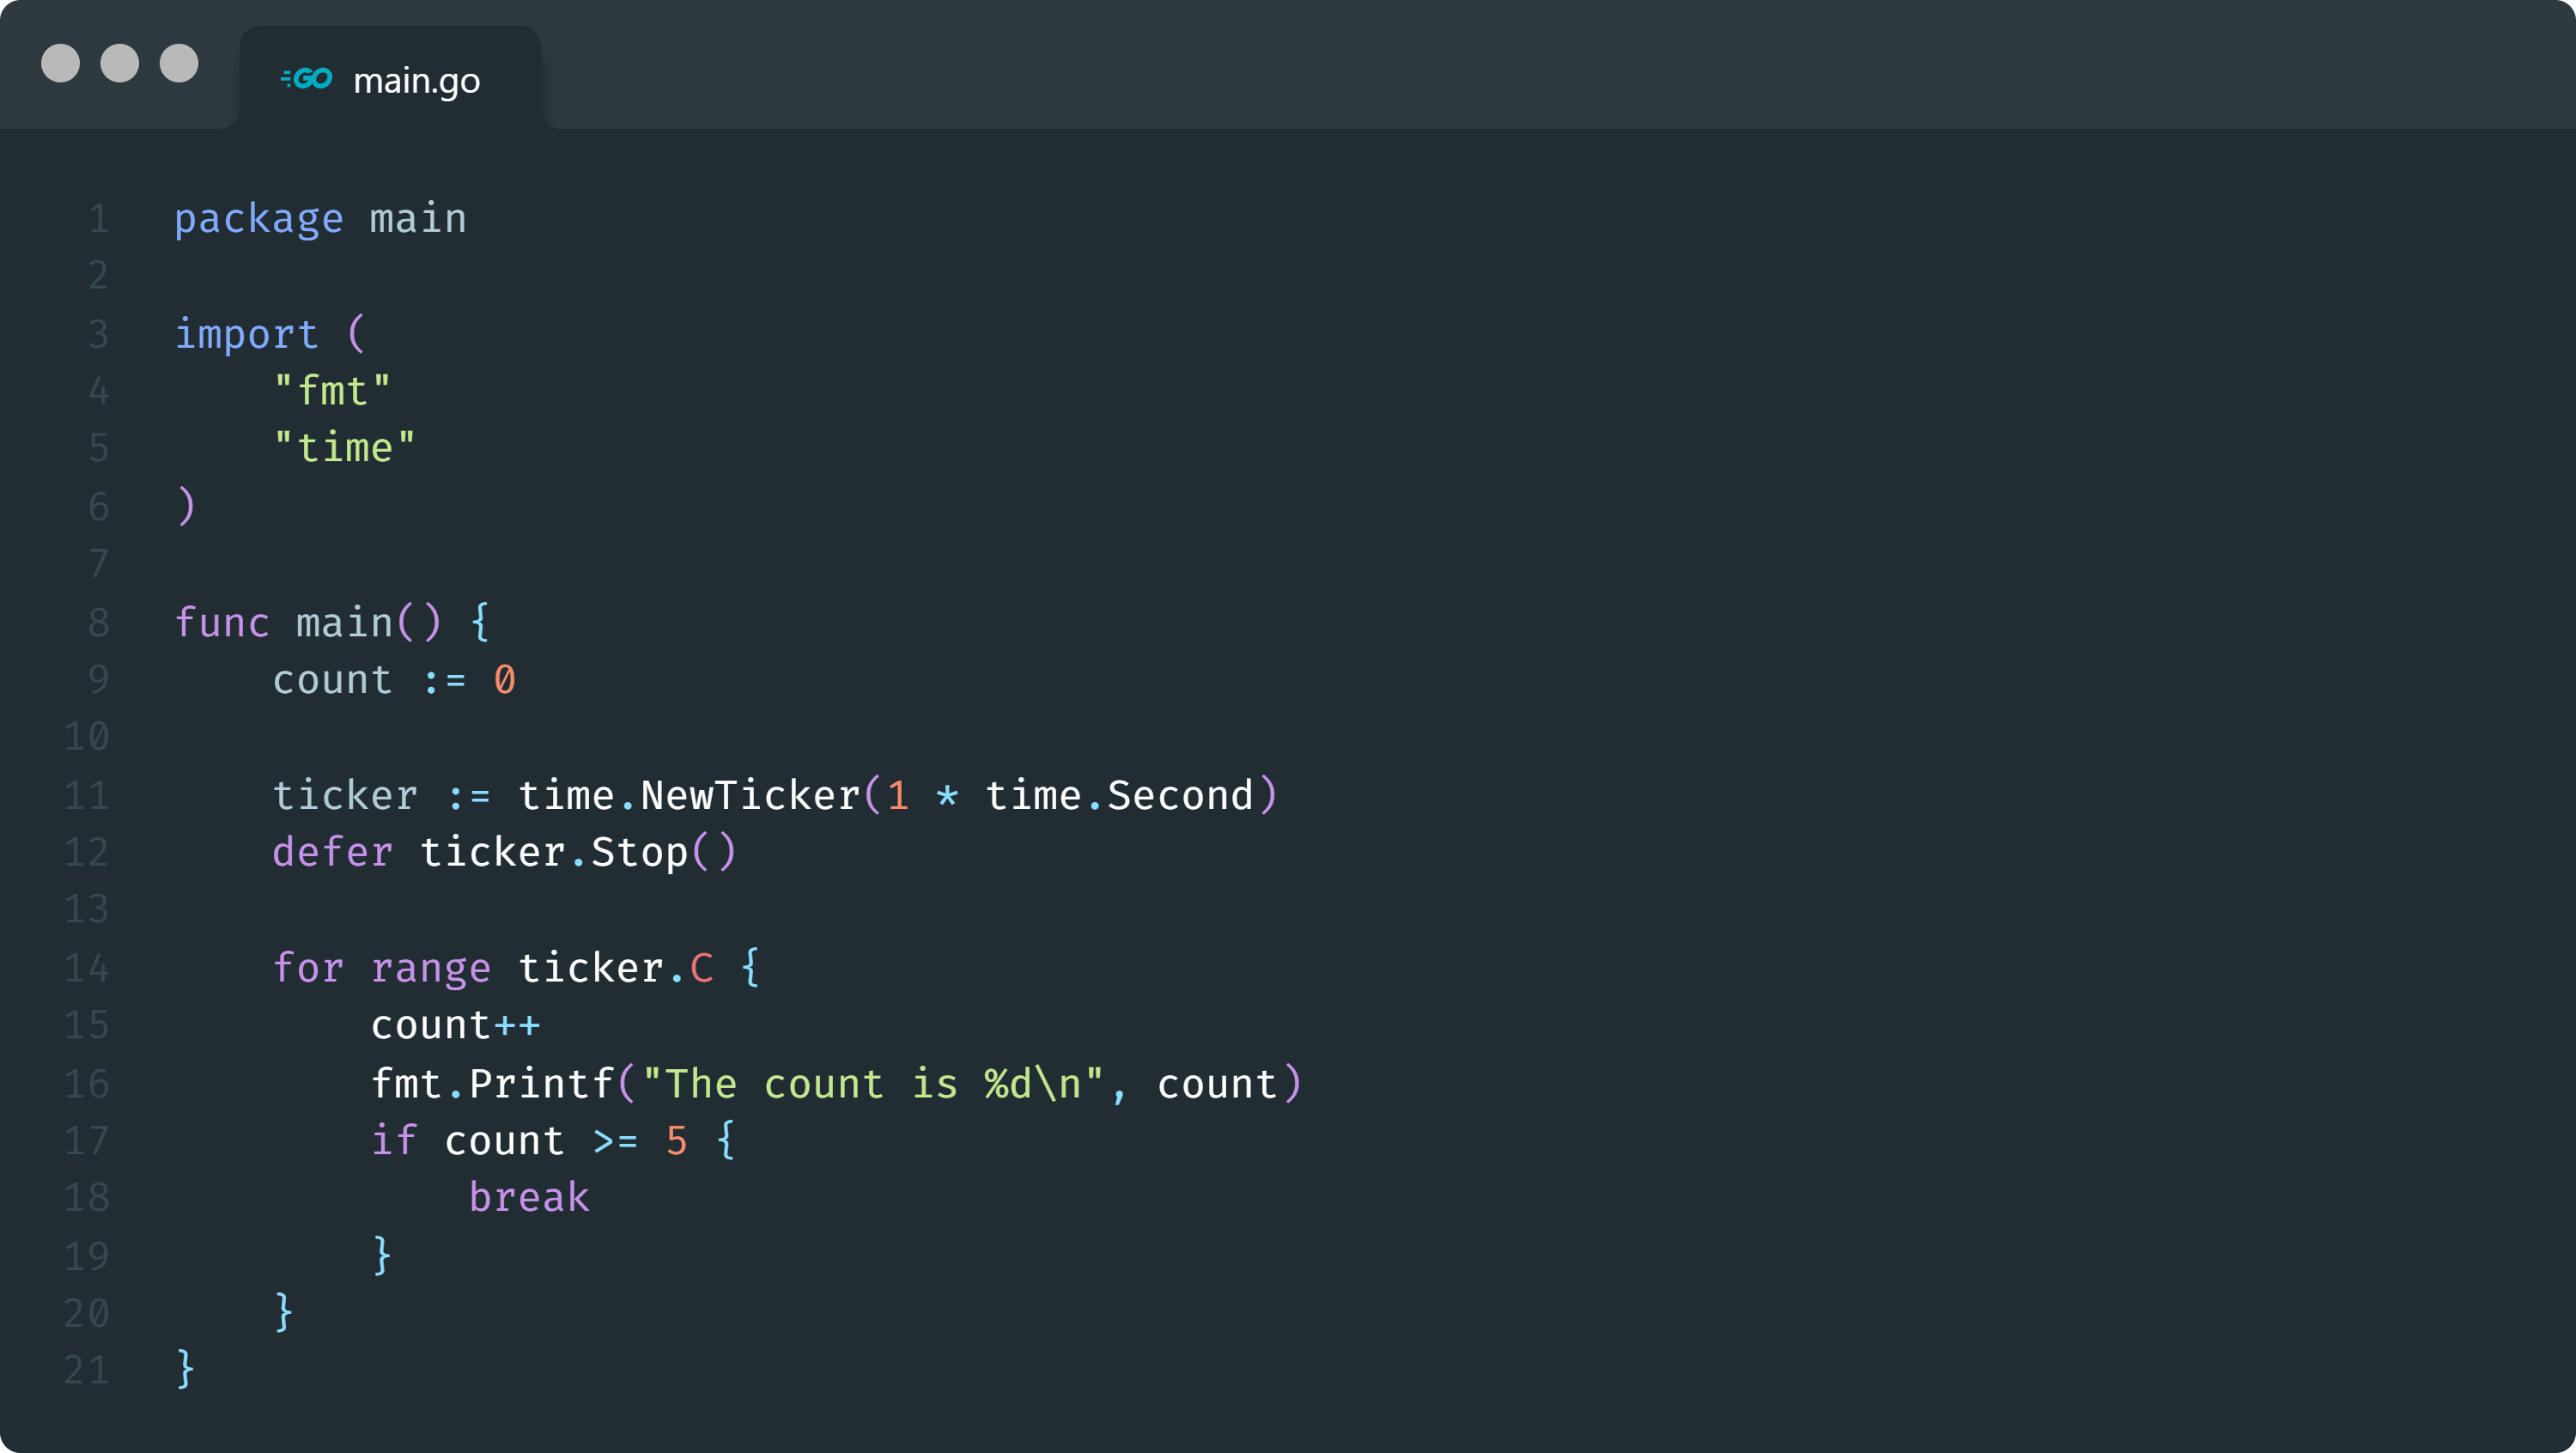 GO main.go
1 package main
2
3 import (
4     "fmt"
5     "time"
6 )
7
8 func main() {
9     count := 0
10
11     ticker := time.NewTicker(1 * time.Second)
12     defer ticker.Stop()
13
14     for range ticker.C {
15         count++
16         fmt.Printf("The count is %d\n", count)
17         if count >= 5 {
18             break
19         }
20     }
21 }